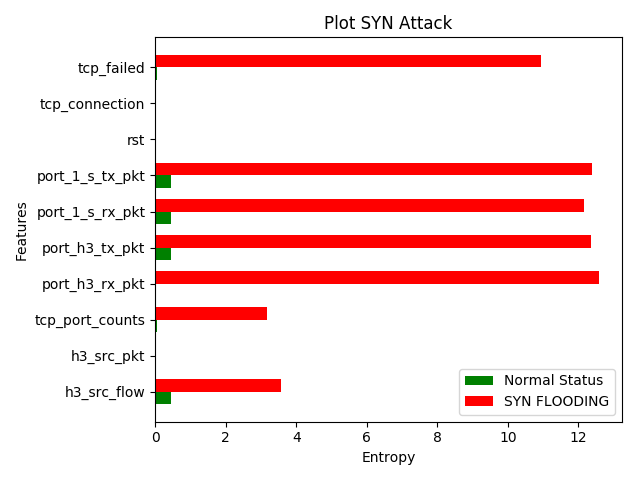 Plot SYN Attack
tcp_failed
tcp_connection
rst
port_1_s_tx_pkt
port_1_s_rx_pkt
port_h3_tx_pkt
port_h3_rx_pkt
tcp_port_counts
h3_src_pkt
h3_src_flow
Features
Normal Status
SYN FLOODING
0 2 4 6 8 10 12
Entropy